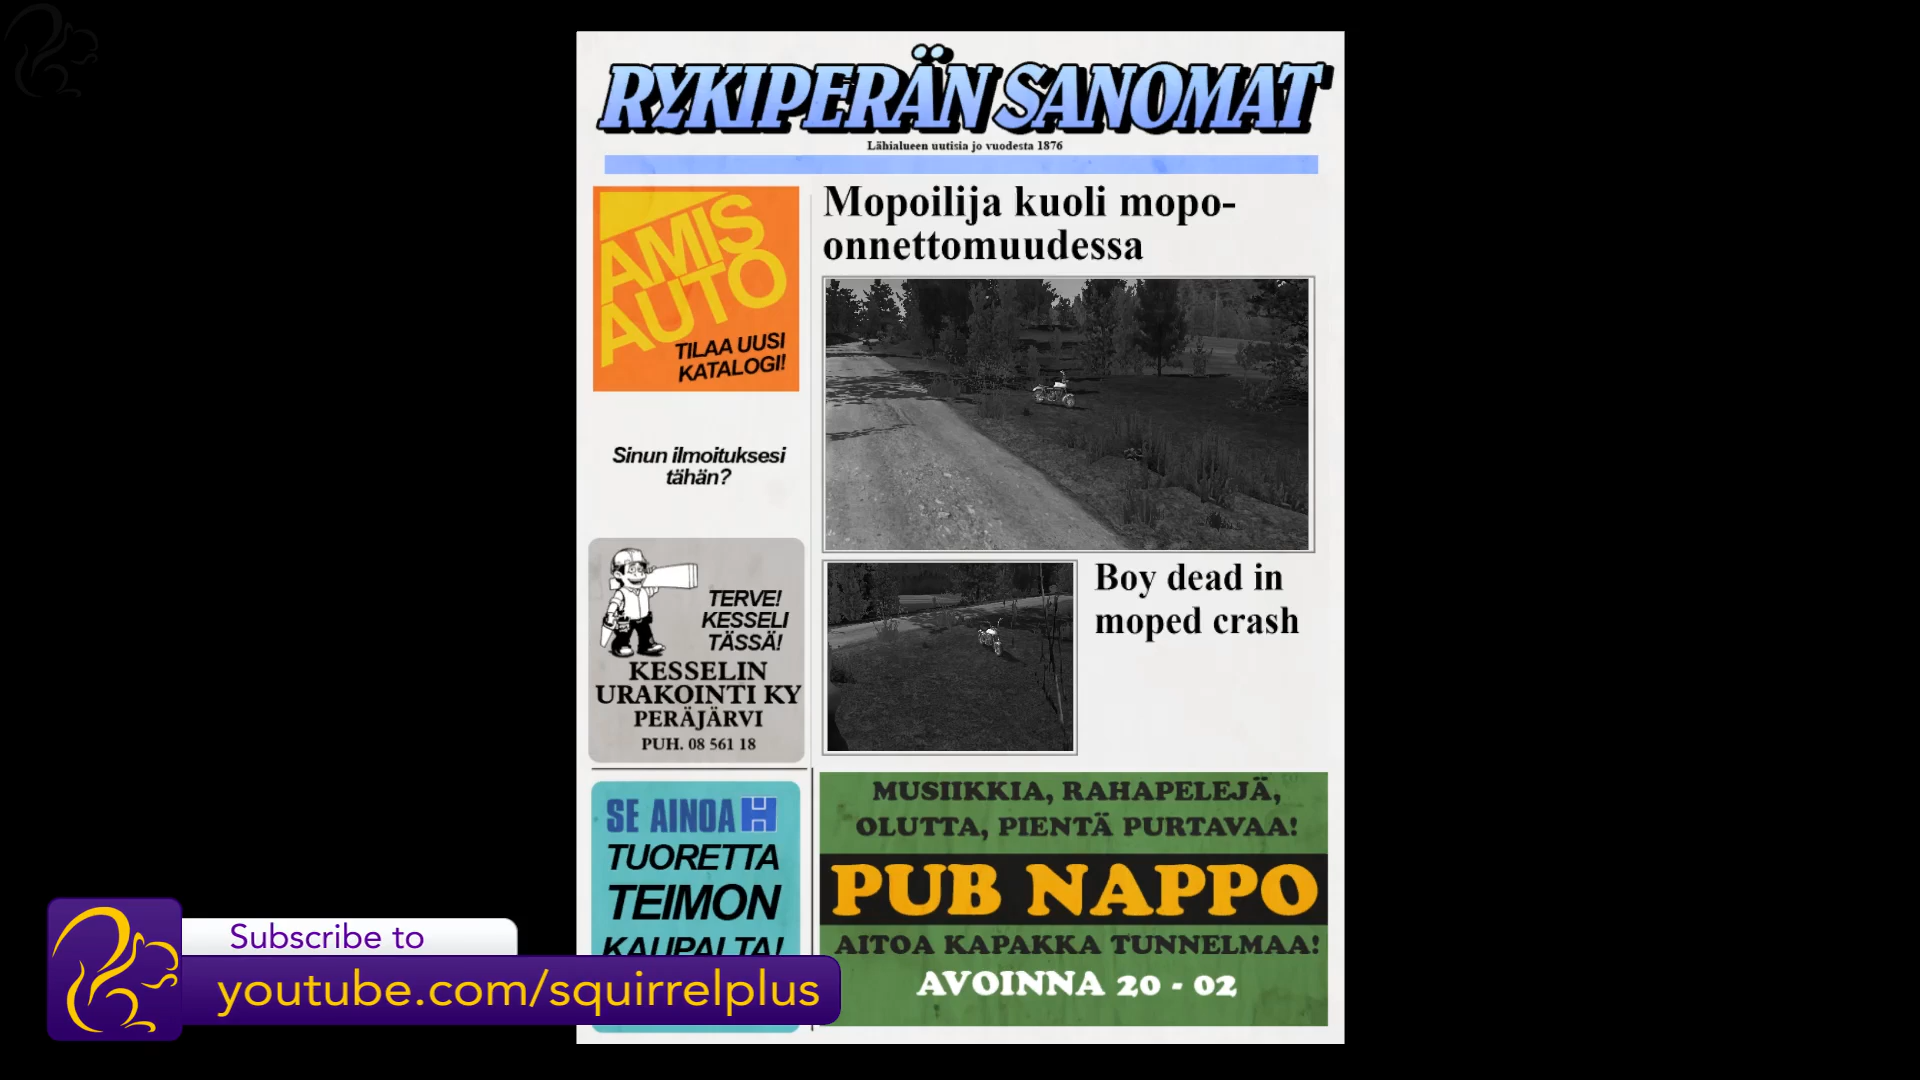 RYKIPERÄN SANOMAT
Lähialueen uutisia jo vuodesta 1876
AMIS
AUTO
TILAA UUSI
KATALOGI!
Sinun ilmoituksesi
tähän?
TERVE!
KESSELI
TÄSSÄ!
KESSELIN
URAKOINTI KY
PERÄJÄRVI
PUH. 08 561 18
SE AINOA H
TUORETTA
TEIMON
KAUPALTA!
Mopoilija kuoli mopo-
onnettomuudessa
Boy dead in
moped crash
MUSIIKKIA, RAHAPELEJÄ,
OLUTTA, PIENTÄ PURTAVAA!
PUB NAPPO
AITOA KAPAKKA TUNNELMAA!
AVOINNA 20 - 02
Subscribe to
youtube.com/squirrelplus